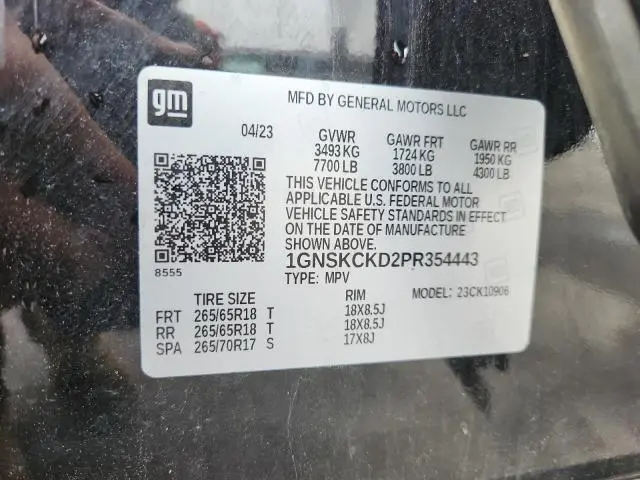 gm
MFD BY GENERAL MOTORS LLC
04/23 GVWR GAWR FRT GAWR RR
3493 KG 1724 KG 1950 KG
7700 LB 3800 LB 4300 LB
THIS VEHICLE CONFORMS TO ALL
APPLICABLE U.S. FEDERAL MOTOR
VEHICLE SAFETY STANDARDS IN EFFECT
ON THE DATE OF MANUFACTURE
SHOWN ABOVE.
8555 1GNSKCKD2PR354443
TYPE: MPV MODEL: 23CK10906
TIRE SIZE RIM
FRT 265/65R18 T 18X8.5J
RR 265/65R18 T 18X8.5J
SPA 265/70R17 S 17X8J